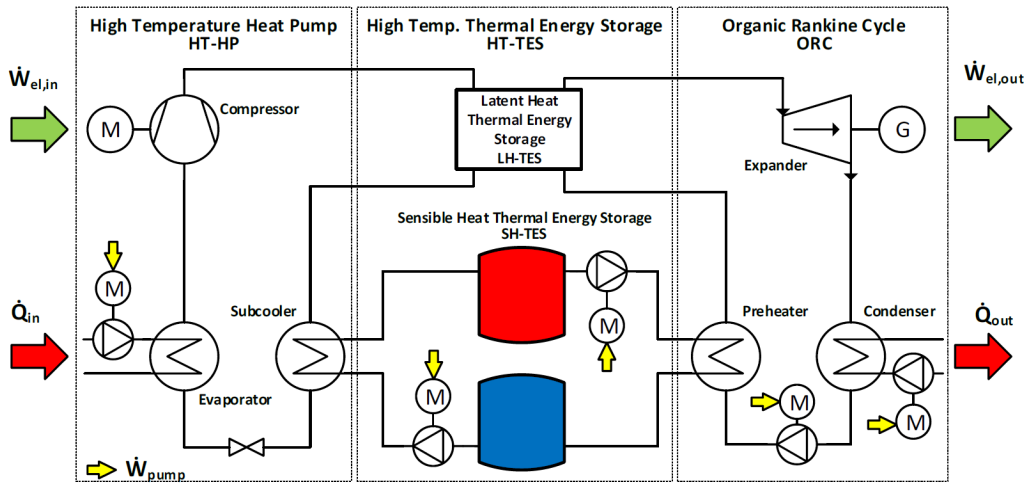 High Temperature Heat Pump
HT-HP
High Temp. Thermal Energy Storage
HT-TES
Organic Rankine Cycle
ORC
Ẇel,in
M
Compressor
Latent Heat
Thermal Energy
Storage
LH-TES
Expander
G
Ẇel,out
Sensible Heat Thermal Energy Storage
SH-TES
Q̇in
M
Subcooler
Evaporator
M
M
Preheater
Condenser
M
M
Q̇out
Ẇpump